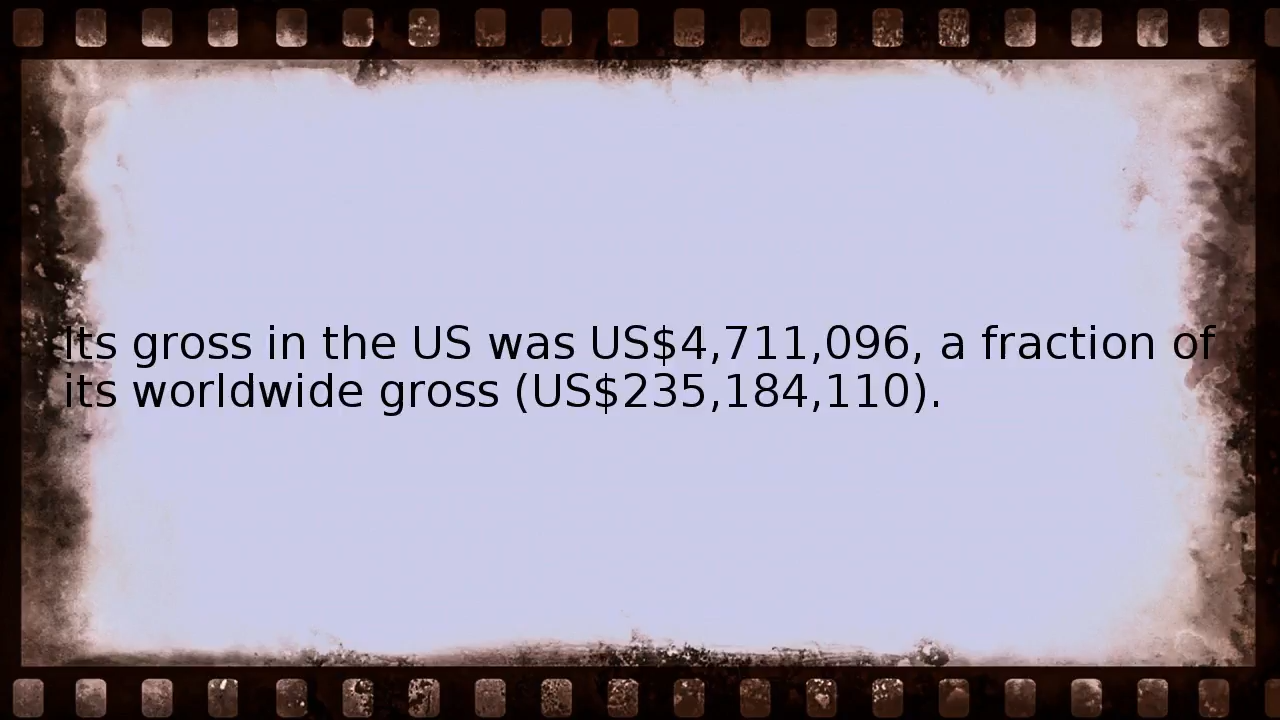 Its gross in the US was US$4,711,096, a fraction of
its worldwide gross (US$235,184,110).